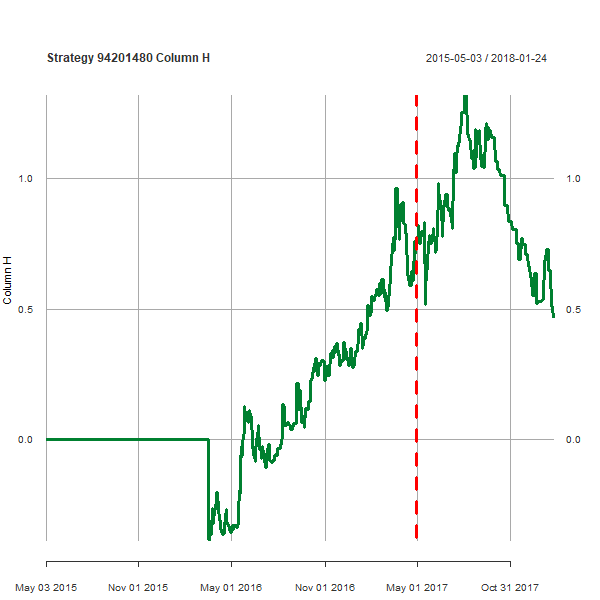 Strategy 94201480 Column H
2015-05-03 / 2018-01-24
1.0
1.0
Column H
0.5
0.5
0.0
0.0
May 03 2015
Nov 01 2015
May 01 2016
Nov 01 2016
May 01 2017
Oct 31 2017